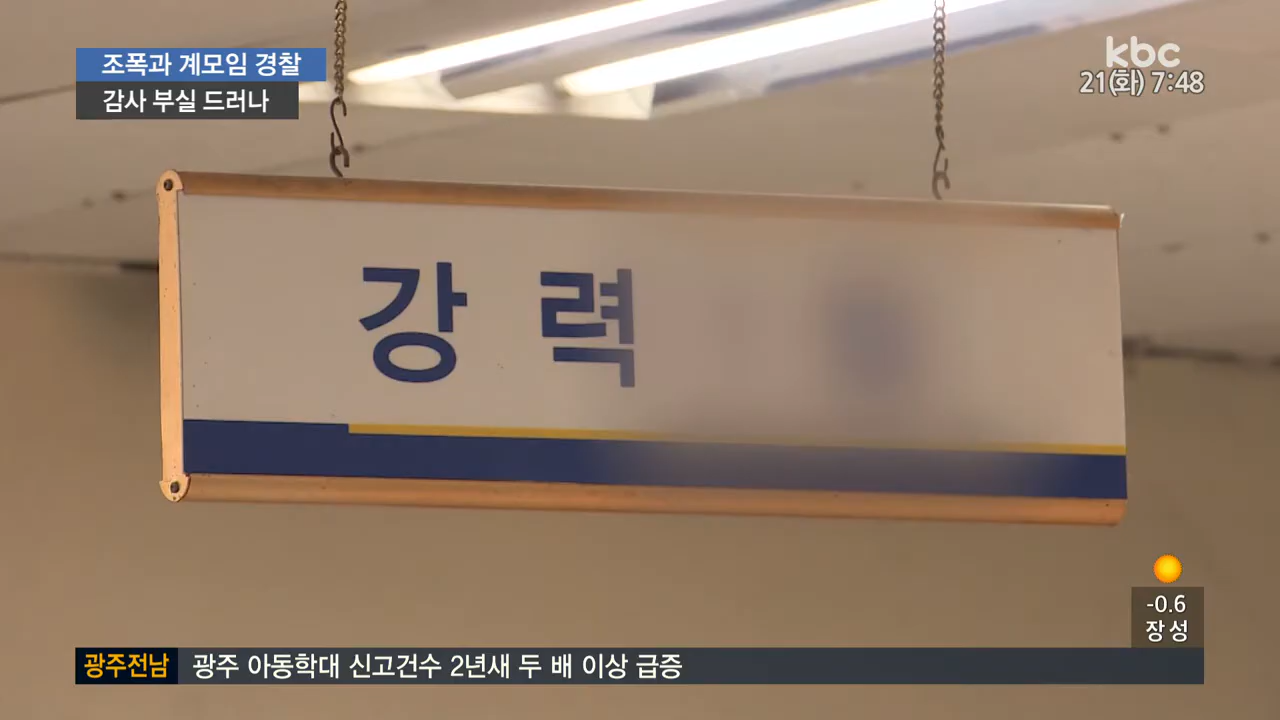 조폭과 계모임 경찰
감사 부실 드러나
kbc
21(화) 7:48
강력
-0.6
장성
광주전남 광주 아동학대 신고건수 2년새 두 배 이상 급증